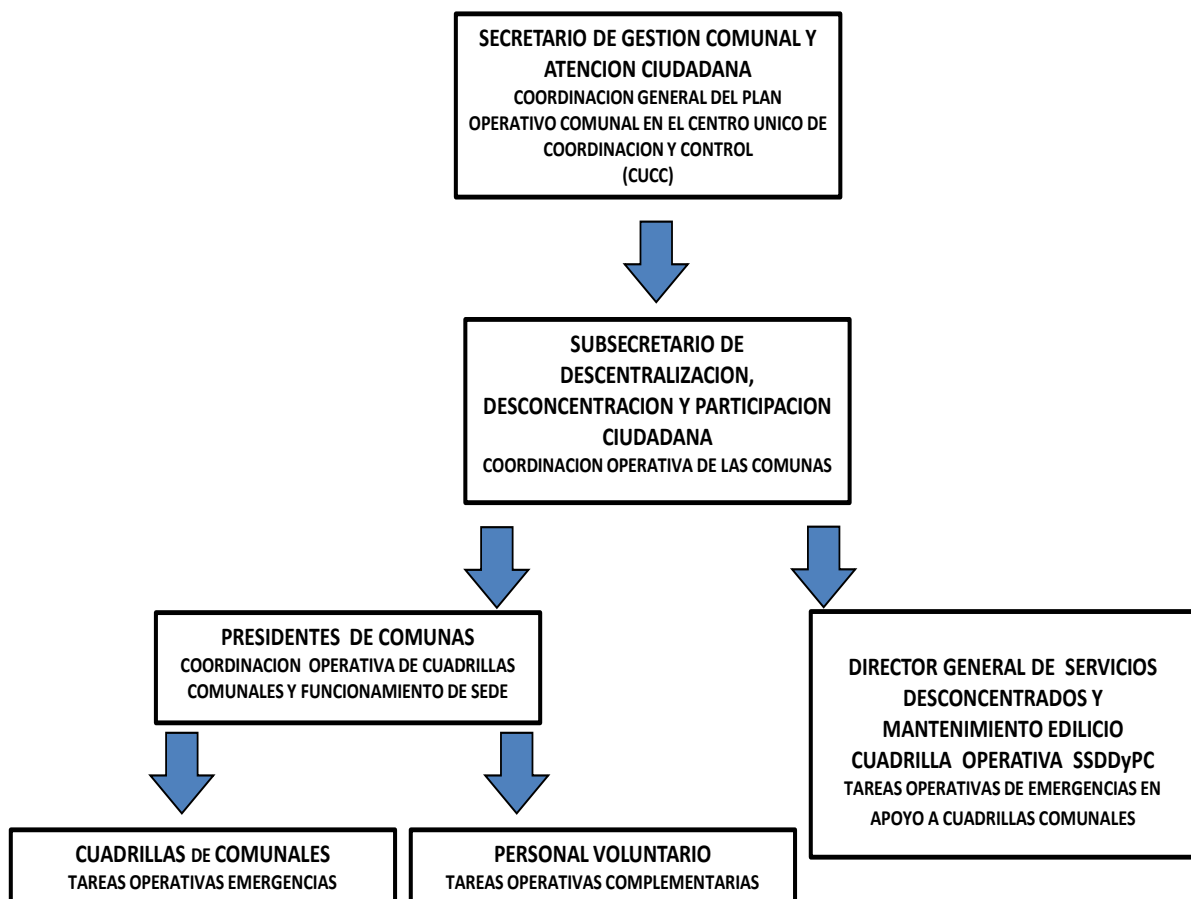 SECRETARIO DE GESTION COMUNAL Y
ATENCION CIUDADANA
COORDINACION GENERAL DEL PLAN
OPERATIVO COMUNAL EN EL CENTRO UNICO DE
COORDINACION Y CONTROL
(CUCC)
SUBSECRETARIO DE
DESCENTRALIZACION,
DESCONCENTRACION Y PARTICIPACION
CIUDADANA
COORDINACION OPERATIVA DE LAS COMUNAS
PRESIDENTES DE COMUNAS
COORDINACION OPERATIVA DE CUADRILLAS
COMUNALES Y FUNCIONAMIENTO DE SEDE
DIRECTOR GENERAL DE SERVICIOS
DESCONCENTRADOS Y
MANTENIMIENTO EDILICIO
CUADRILLA OPERATIVA SSDDyPC
TAREAS OPERATIVAS DE EMERGENCIAS EN
APOYO A CUADRILLAS COMUNALES
CUADRILLAS DE COMUNALES
TAREAS OPERATIVAS EMERGENCIAS
PERSONAL VOLUNTARIO
TAREAS OPERATIVAS COMPLEMENTARIAS